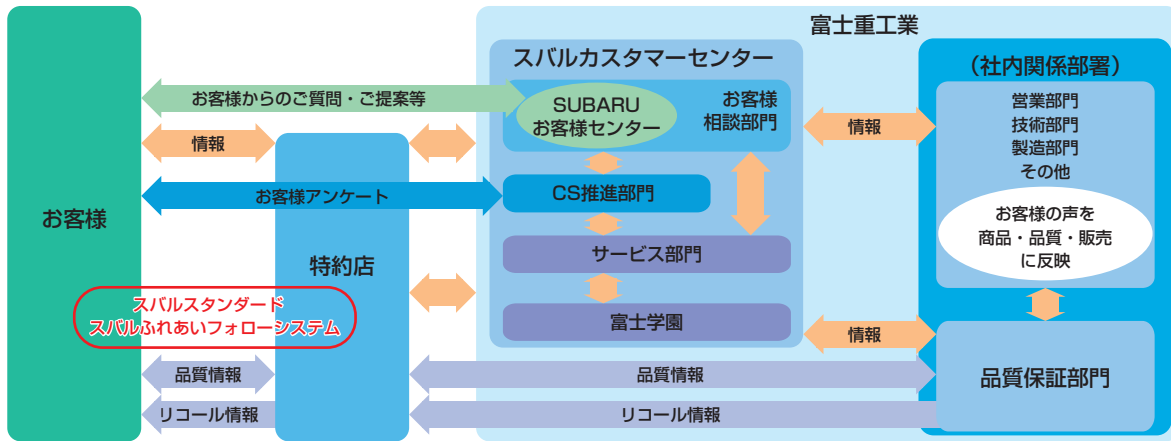 富士重工業
スバルカスタマーセンター
(社内関係部署)
お客様からのご質問・ご提案等
SUBARU
お客様センター
お客様
相談部門
営業部門
技術部門
製造部門
その他
情報
情報
お客様アンケート
CS推進部門
お客様の声を
商品・品質・販売
に反映
お客様
特約店
サービス部門
スバルスタンダード
スバルふれあいフォローシステム
富士学園
情報
品質情報
品質情報
品質保証部門
リコール情報
リコール情報